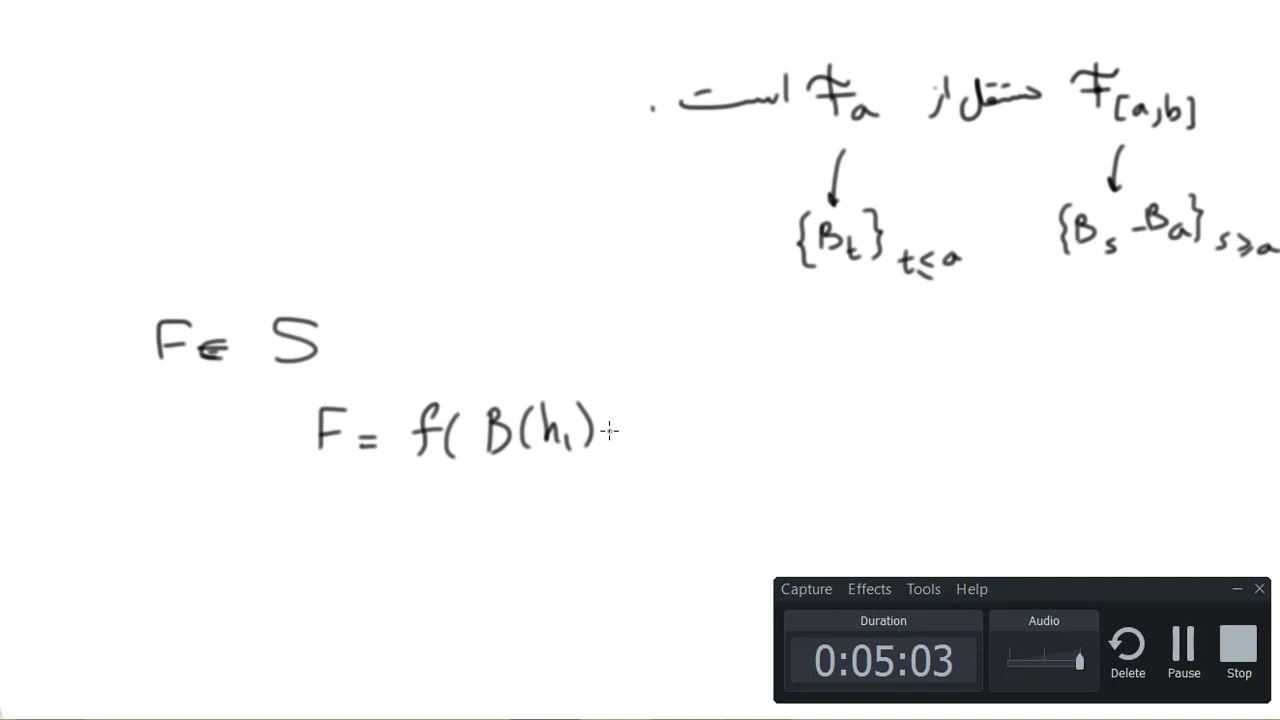 𝓕[a,b] مستقل از 𝓕a است .
{Bt}t≤a {Bs-Ba}s≥a
F∈ S
F= f( B(h1)
Capture Effects Tools Help
Duration Audio
0:05:03
Delete Pause Stop